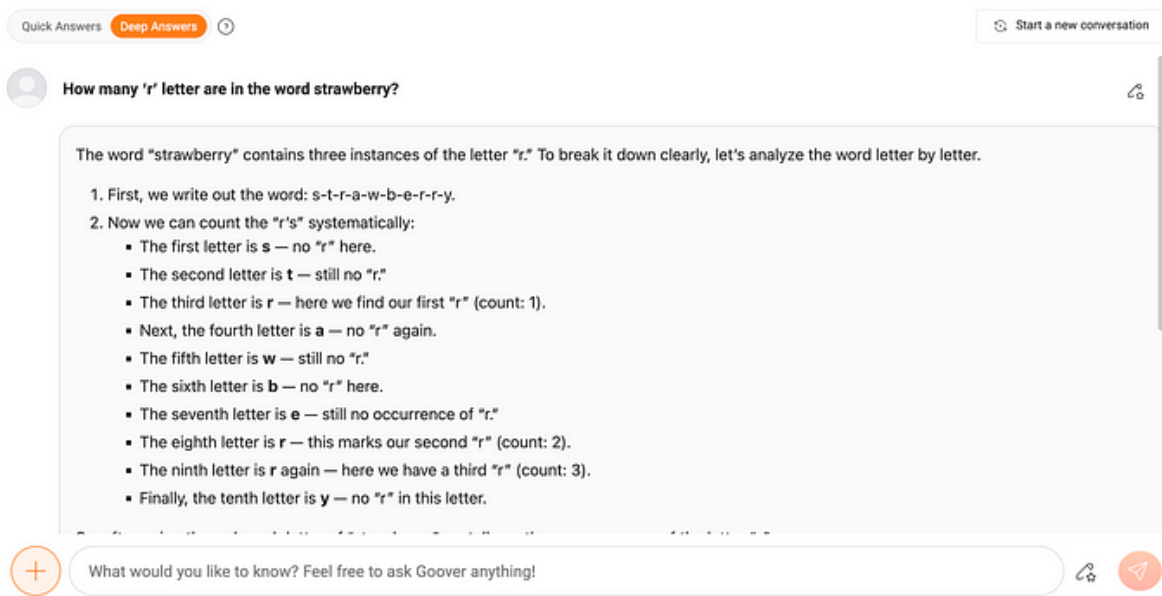 Quick Answers Deep Answers ?
Start a new conversation
How many ‘r’ letter are in the word strawberry?
The word “strawberry” contains three instances of the letter “r.” To break it down clearly, let's analyze the word letter by letter.
1. First, we write out the word: s-t-r-a-w-b-e-r-r-y.
2. Now we can count the “r's” systematically:
▪ The first letter is s — no “r” here.
▪ The second letter is t — still no “r.”
▪ The third letter is r — here we find our first “r” (count: 1).
▪ Next, the fourth letter is a — no “r” again.
▪ The fifth letter is w — still no “r.”
▪ The sixth letter is b — no “r” here.
▪ The seventh letter is e — still no occurrence of “r.”
▪ The eighth letter is r — this marks our second “r” (count: 2).
▪ The ninth letter is r again — here we have a third “r” (count: 3).
▪ Finally, the tenth letter is y — no “r” in this letter.
What would you like to know? Feel free to ask Goover anything!